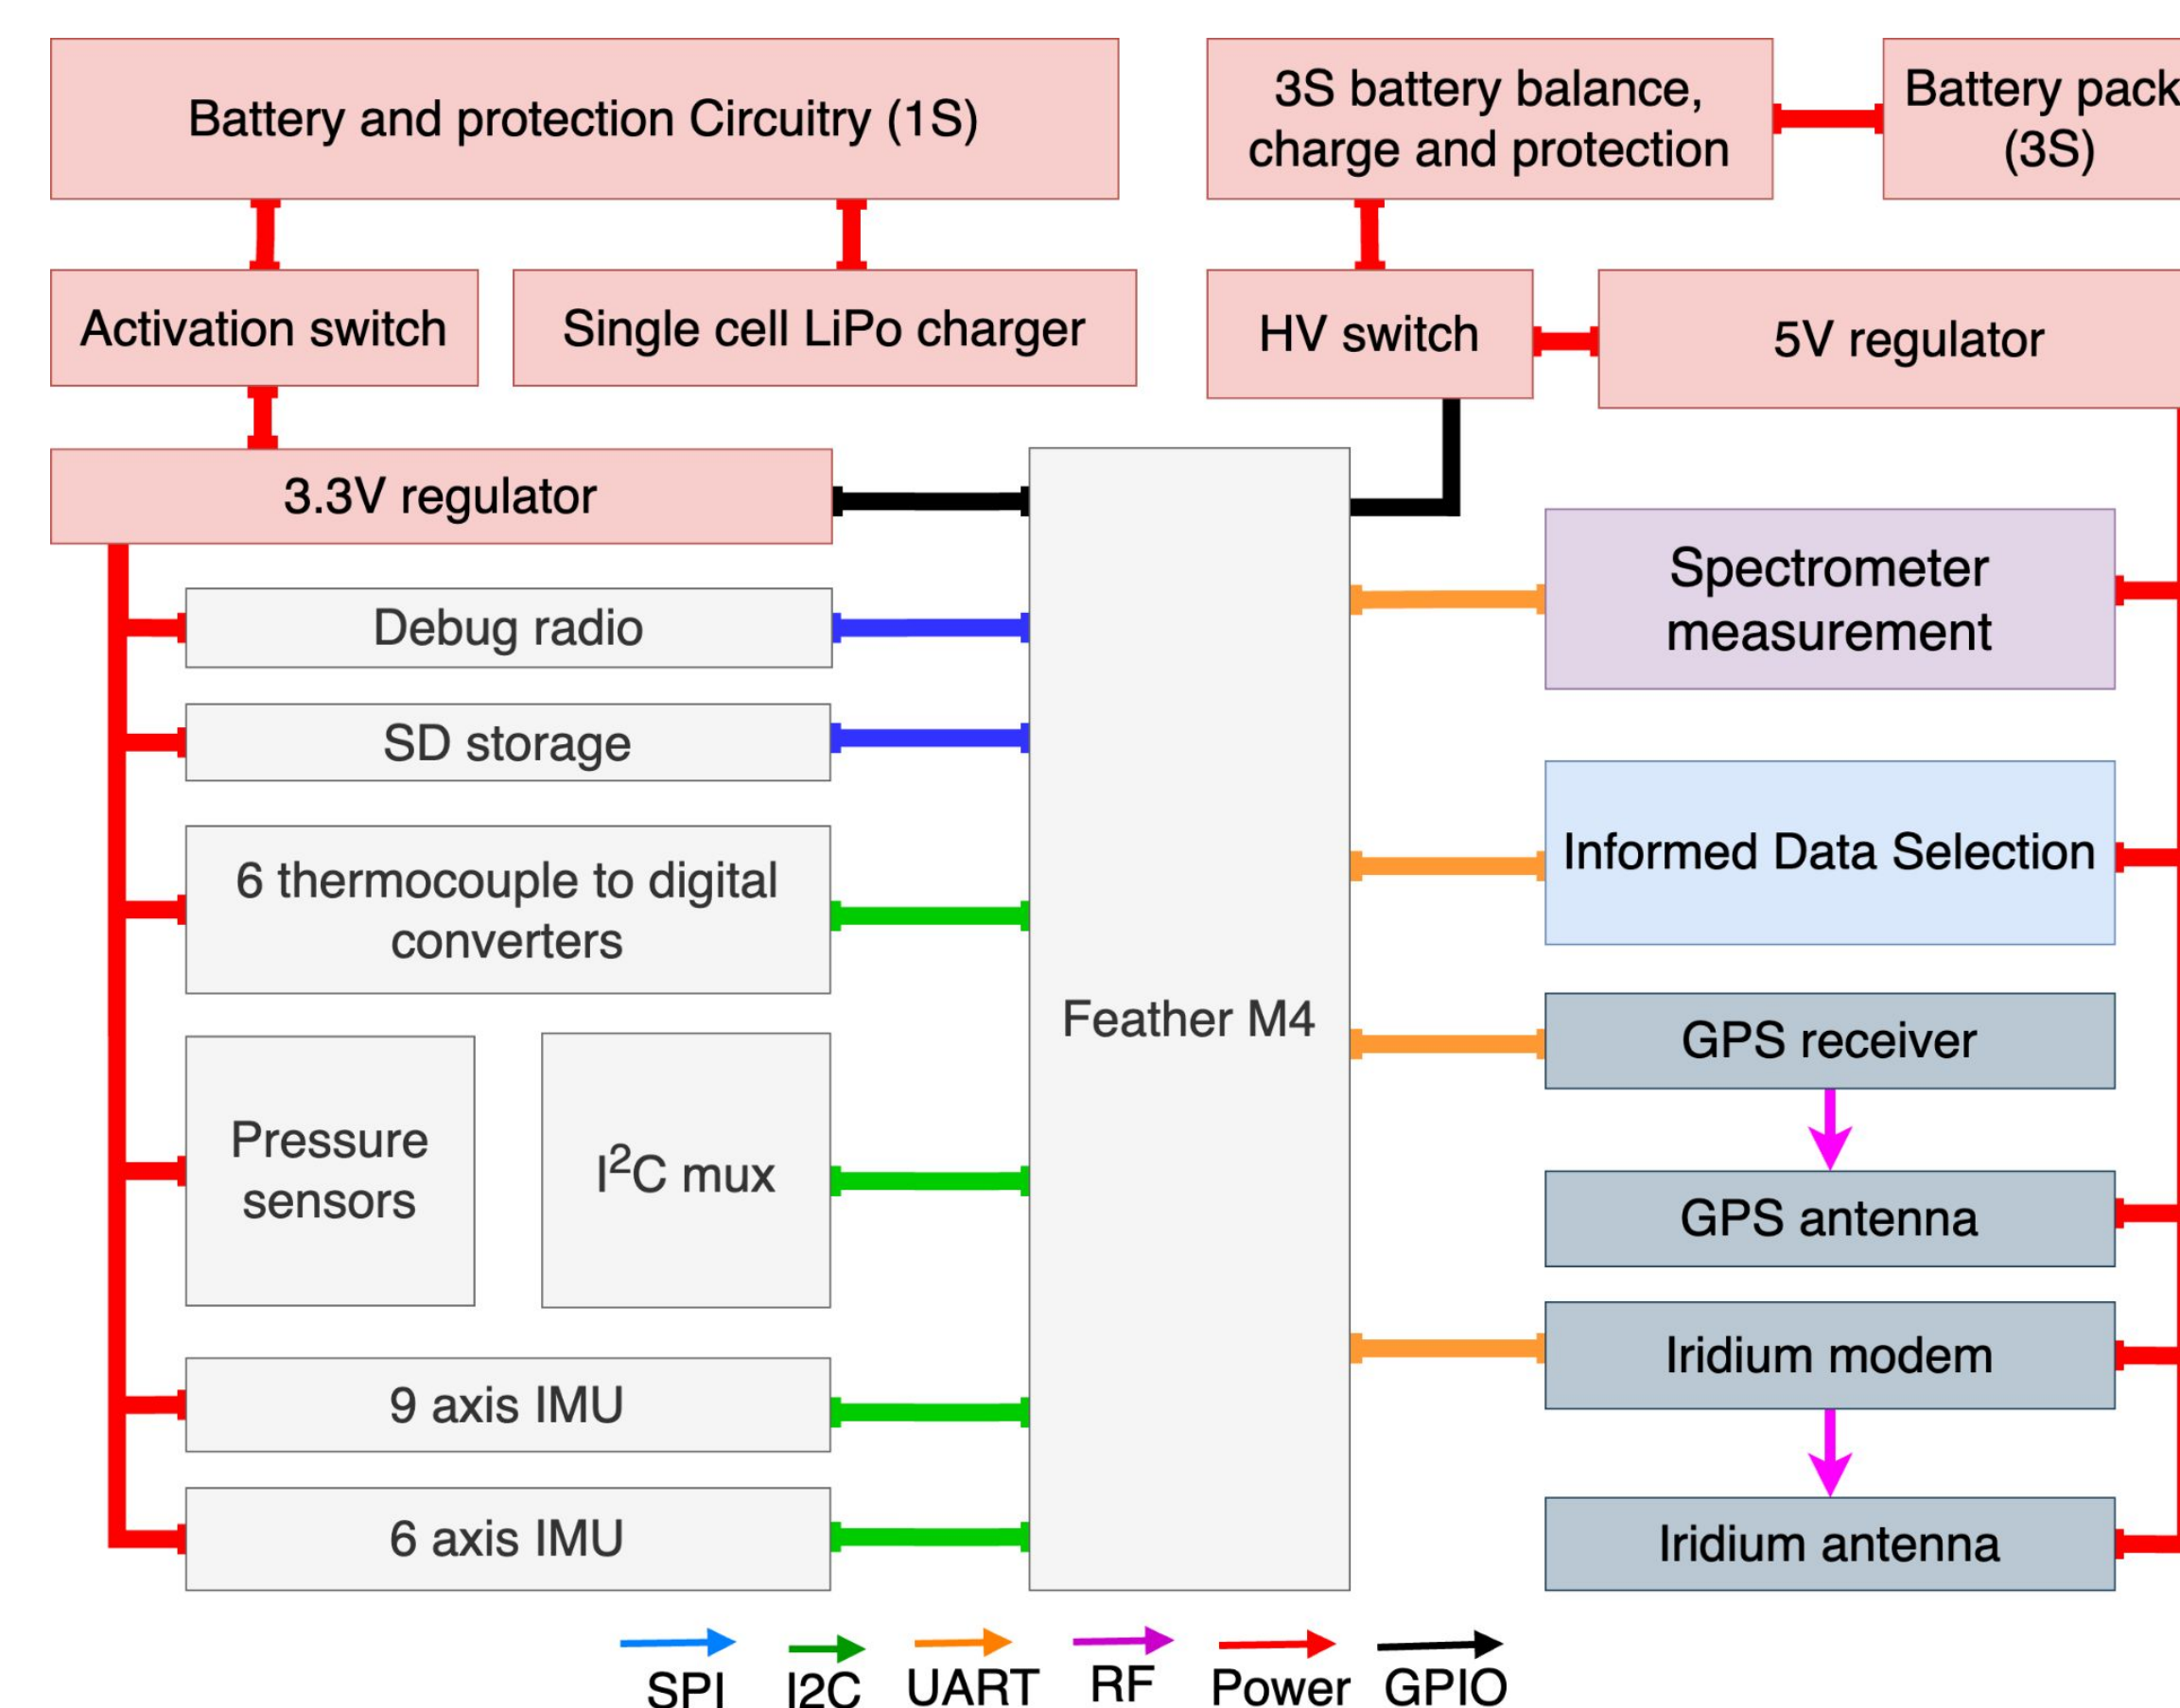 Battery and protection Circuitry (1S)
3S battery balance,
charge and protection
Battery pack
(3S)
Activation switch
Single cell LiPo charger
HV switch
5V regulator
3.3V regulator
Debug radio
SD storage
6 thermocouple to digital
converters
Pressure
sensors
I²C mux
9 axis IMU
6 axis IMU
Feather M4
Spectrometer
measurement
Informed Data Selection
GPS receiver
GPS antenna
Iridium modem
Iridium antenna
SPI
I2C
UART
RF
Power
GPIO